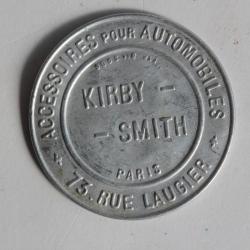 ACCESSOIRES POUR AUTOMOBILES
KIRBY -
- SMITH
PARIS
73, RUE LAUGIER